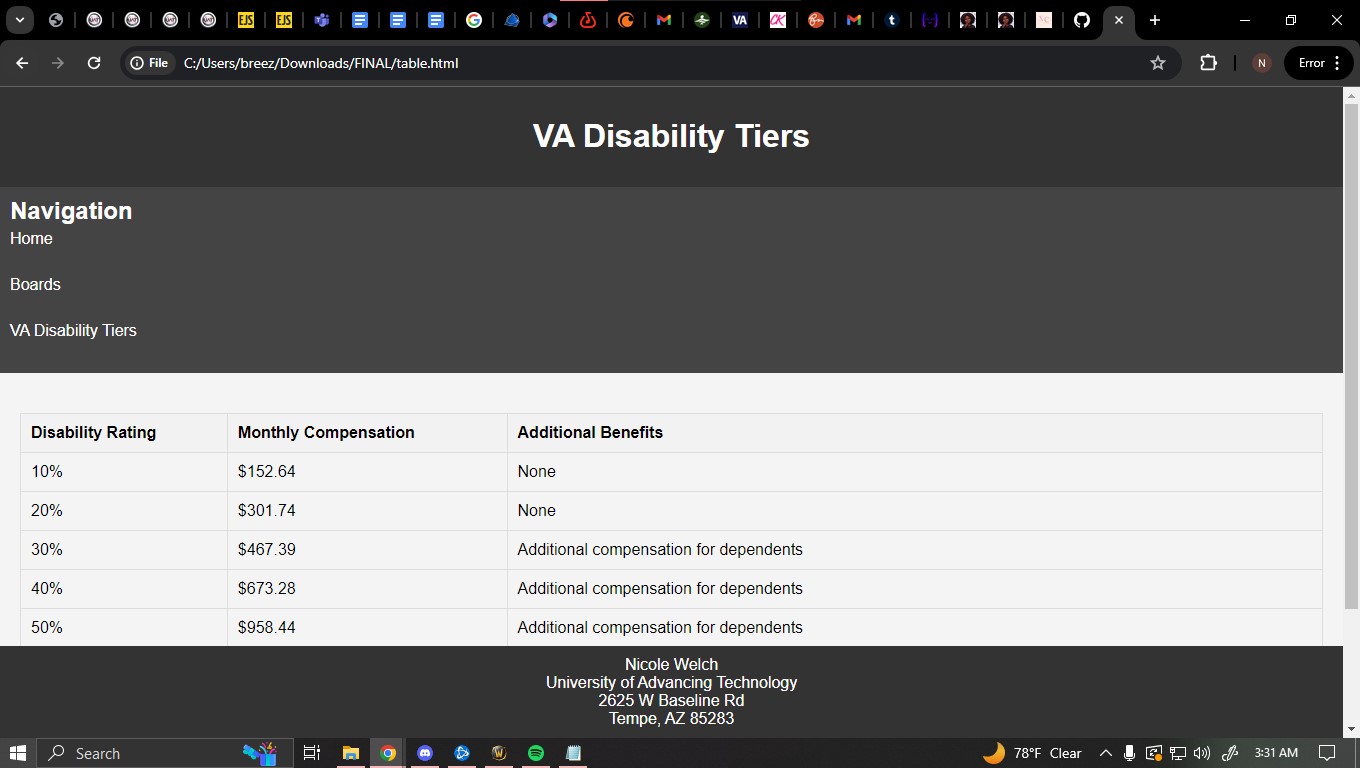 EJS
EJS
VA
CK
File
C:/Users/breez/Downloads/FINAL/table.html
N
Error
VA Disability Tiers
Navigation
Home
Boards
VA Disability Tiers
Disability Rating Monthly Compensation Additional Benefits
10% $152.64 None
20% $301.74 None
30% $467.39 Additional compensation for dependents
40% $673.28 Additional compensation for dependents
50% $958.44 Additional compensation for dependents
Nicole Welch
University of Advancing Technology
2625 W Baseline Rd
Tempe, AZ 85283
Search
78°F Clear
3:31 AM